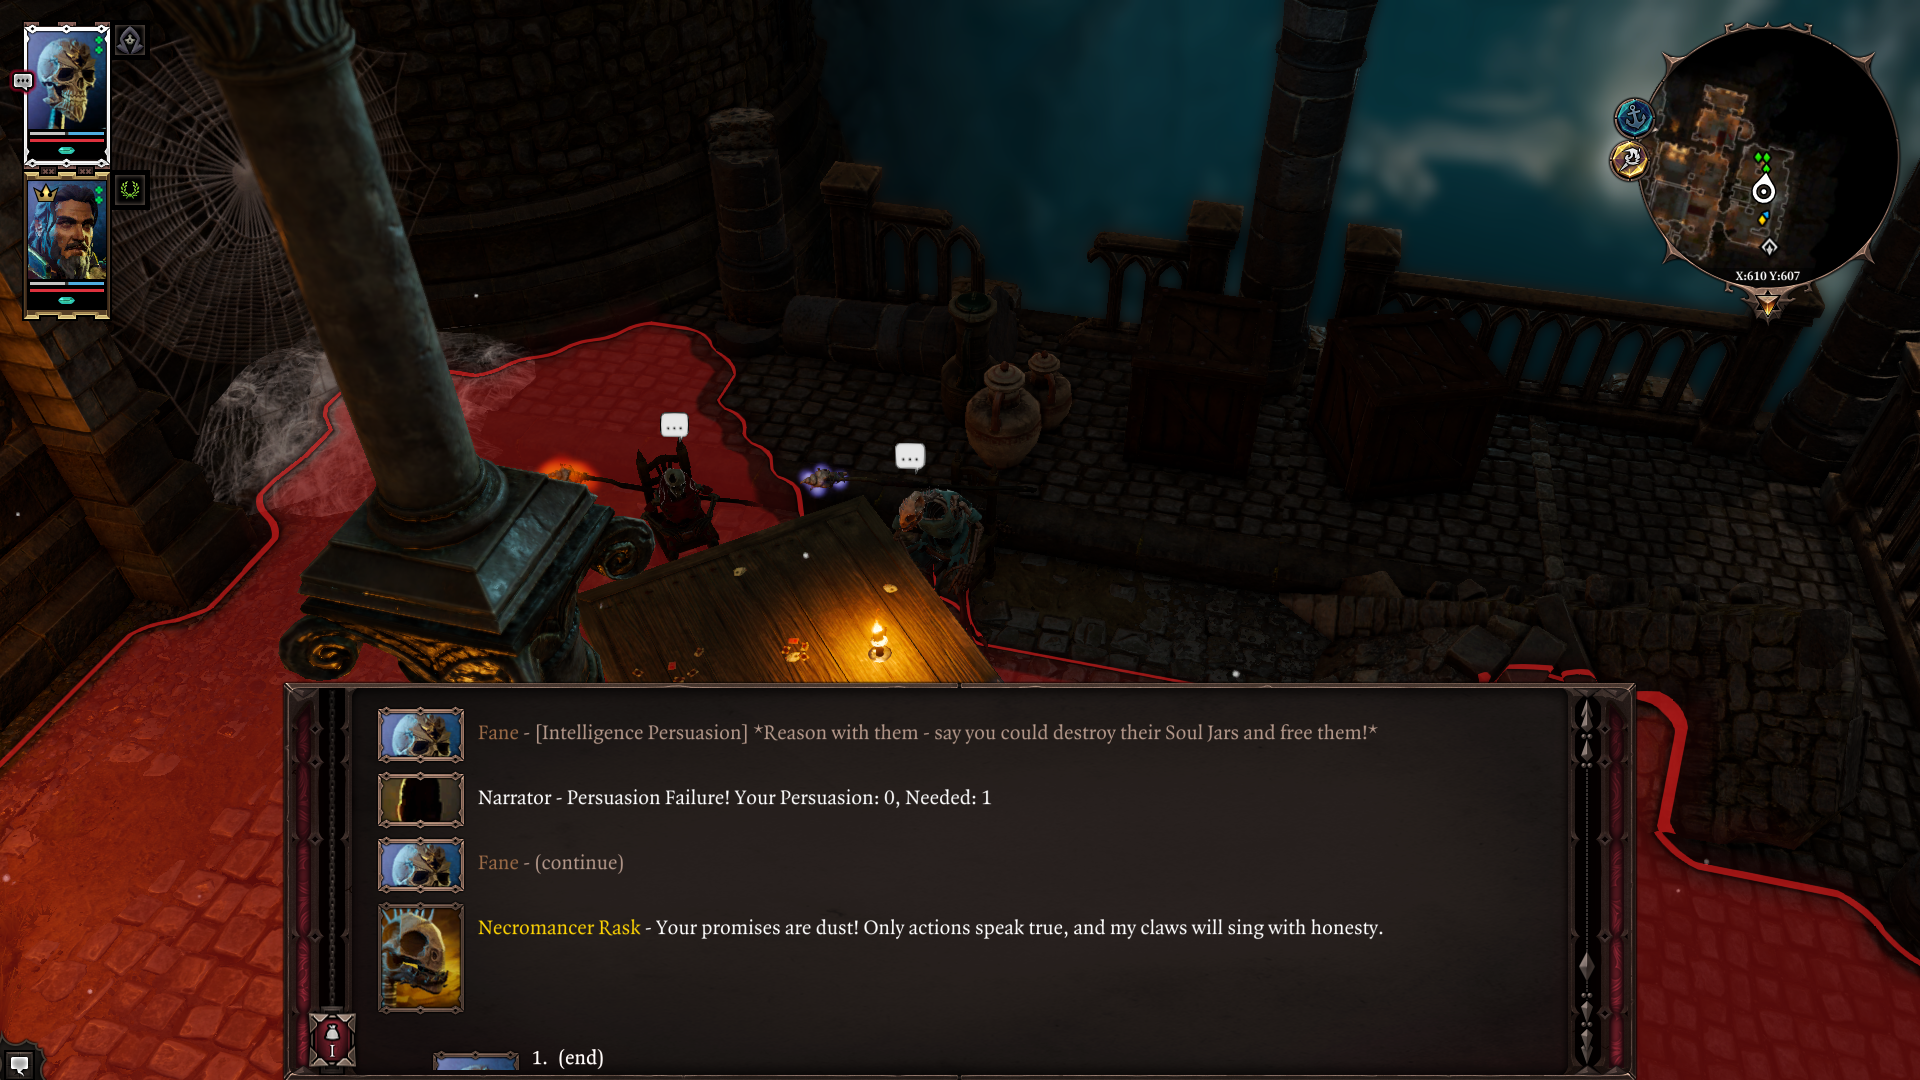 X:610 Y:607
Fane - [Intelligence Persuasion] *Reason with them - say you could destroy their Soul Jars and free them!*
Narrator - Persuasion Failure! Your Persuasion: 0, Needed: 1
Fane - (continue)
Necromancer Rask - Your promises are dust! Only actions speak true, and my claws will sing with honesty.
I
1. (end)